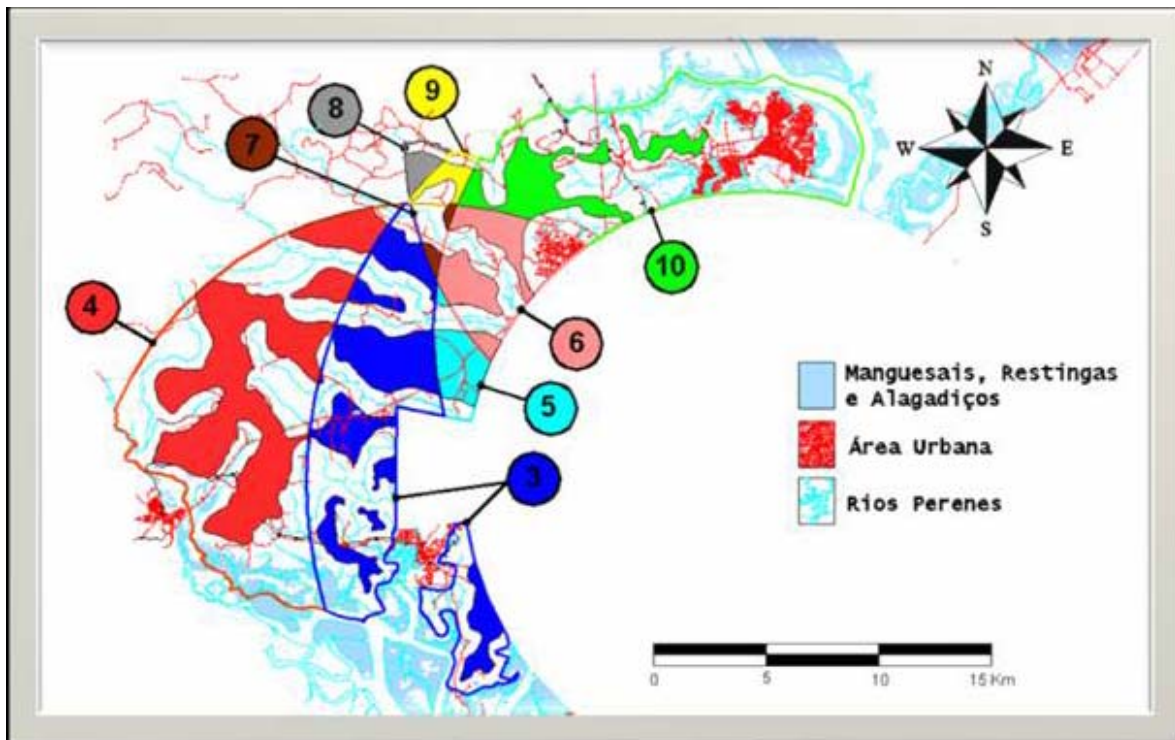 9
8
7
N
W
E
S
10
4
6
5
Manguesais, Restingas
e Alagadiços
Área Urbana
3
Rios Perenes
0
5
10
15 Km